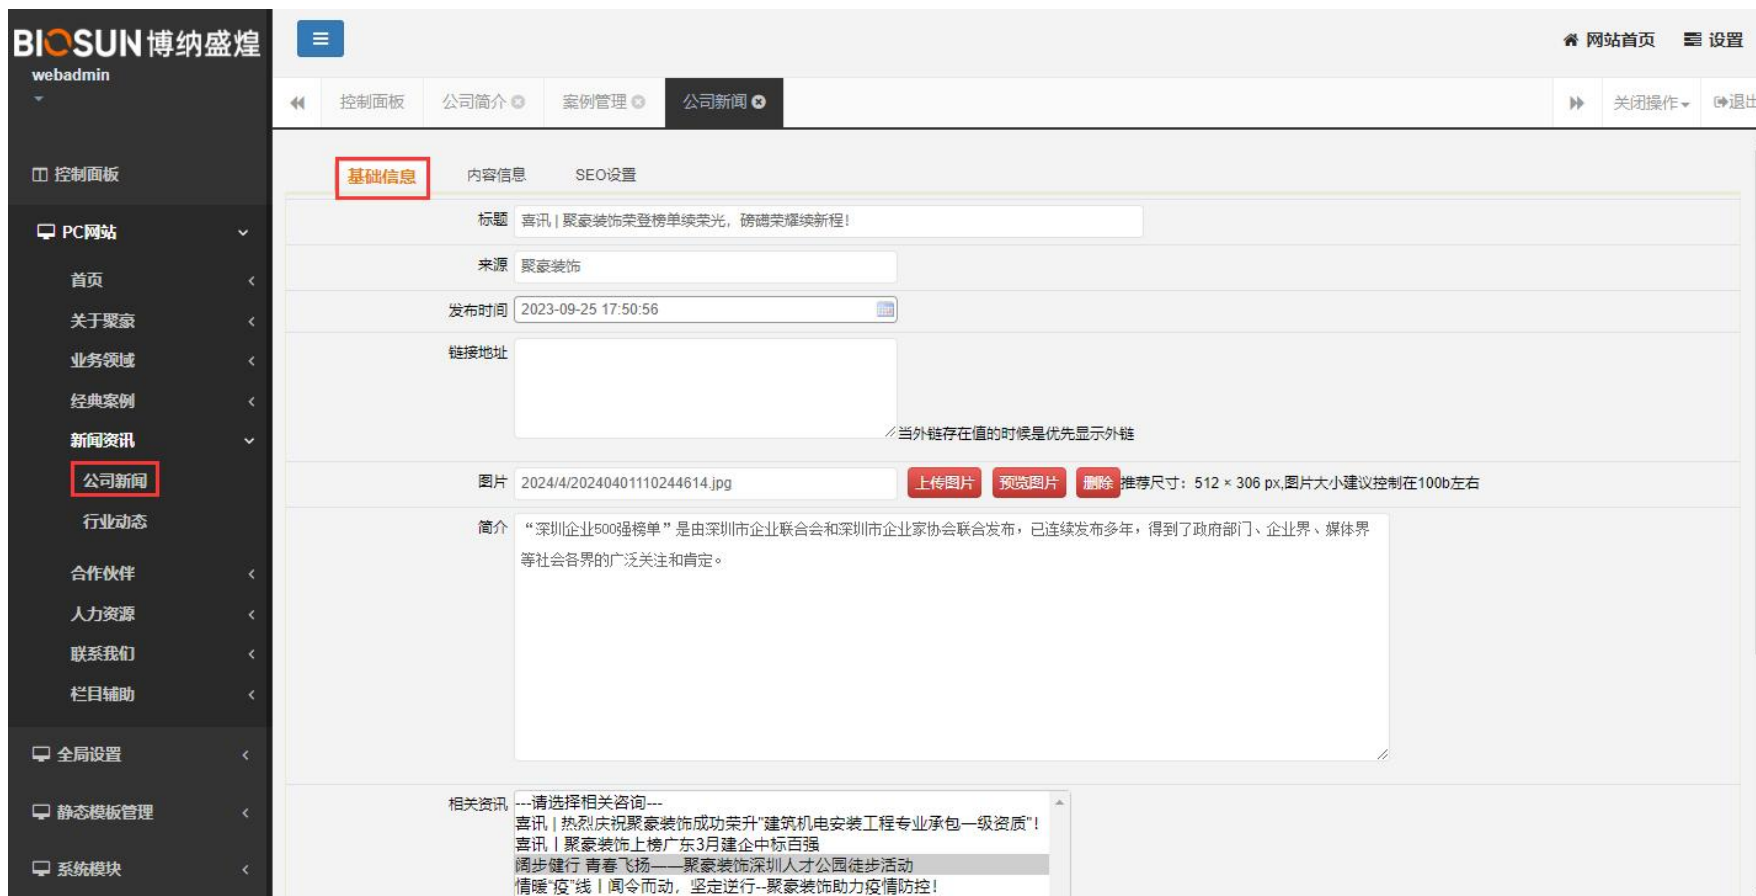 BIOSUN博纳盛煌
webadmin
网站首页
设置
控制面板
公司简介
案例管理
公司新闻
关闭操作
退出
控制面板
PC网站
首页
关于聚豪
业务领域
经典案例
新闻资讯
公司新闻
行业动态
合作伙伴
人力资源
联系我们
栏目辅助
全局设置
静态模板管理
系统模块
基础信息
内容信息
SEO设置
标题 喜讯 | 聚豪装饰荣登榜单续荣光，磅礴荣耀续新程!
来源 聚豪装饰
发布时间 2023-09-25 17:50:56
链接地址
当外链存在值的时候是优先显示外链
图片 2024/4/20240401110244614.jpg 上传图片 预览图片 删除 推荐尺寸：512 × 306 px,图片大小建议控制在100b左右
简介 “深圳企业500强榜单”是由深圳市企业联合会和深圳市企业家协会联合发布，已连续发布多年，得到了政府部门、企业界、媒体界
等社会各界的广泛关注和肯定。
相关资讯 ---请选择相关咨询---
喜讯 | 热烈庆祝聚豪装饰成功荣升"建筑机电安装工程专业承包一级资质"!
喜讯丨聚豪装饰上榜广东3月建企中标百强
阔步健行 青春飞扬——聚豪装饰深圳人才公园徒步活动
情暖“疫”线丨闻令而动，坚定逆行--聚豪装饰助力疫情防控!